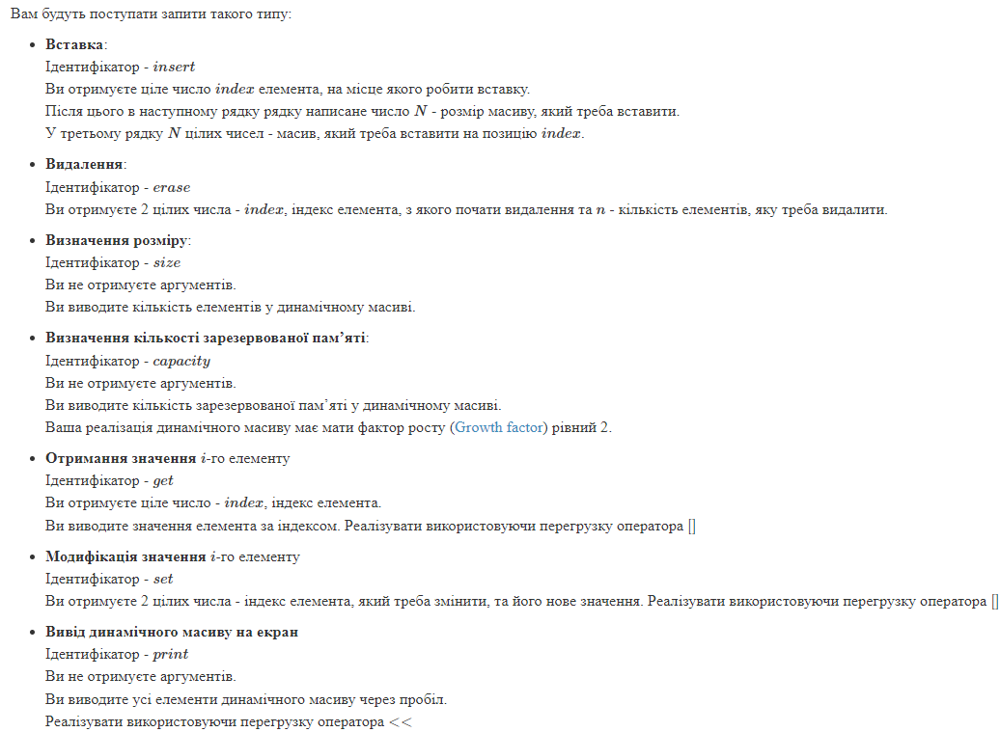 Вам будуть поступати запити такого типу:
• Вставка:
Ідентифікатор - insert
Ви отримуєте ціле число index елемента, на місце якого робити вставку.
Після цього в наступному рядку рядку написане число N - розмір масиву, який треба вставити.
У третьому рядку N цілих чисел - масив, який треба вставити на позицію index.
• Видалення:
Ідентифікатор - erase
Ви отримуєте 2 цілих числа - index, індекс елемента, з якого почати видалення та n - кількість елементів, яку треба видалити.
• Визначення розміру:
Ідентифікатор - size
Ви не отримуєте аргументів.
Ви виводите кількість елементів у динамічному масиві.
• Визначення кількості зарезервованої пам’яті:
Ідентифікатор - capacity
Ви не отримуєте аргументів.
Ви виводите кількість зарезервованої пам’яті у динамічному масиві.
Ваша реалізація динамічного масиву має мати фактор росту (Growth factor) рівний 2.
• Отримання значення i-го елементу
Ідентифікатор - get
Ви отримуєте ціле число - index, індекс елемента.
Ви виводите значення елемента за індексом. Реалізувати використовуючи перегрузку оператора []
• Модифікація значення i-го елементу
Ідентифікатор - set
Ви отримуєте 2 цілих числа - індекс елемента, який треба змінити, та його нове значення. Реалізувати використовуючи перегрузку оператора []
• Вивід динамічного масиву на екран
Ідентифікатор - print
Ви не отримуєте аргументів.
Ви виводите усі елементи динамічного масиву через пробіл.
Реалізувати використовуючи перегрузку оператора <<